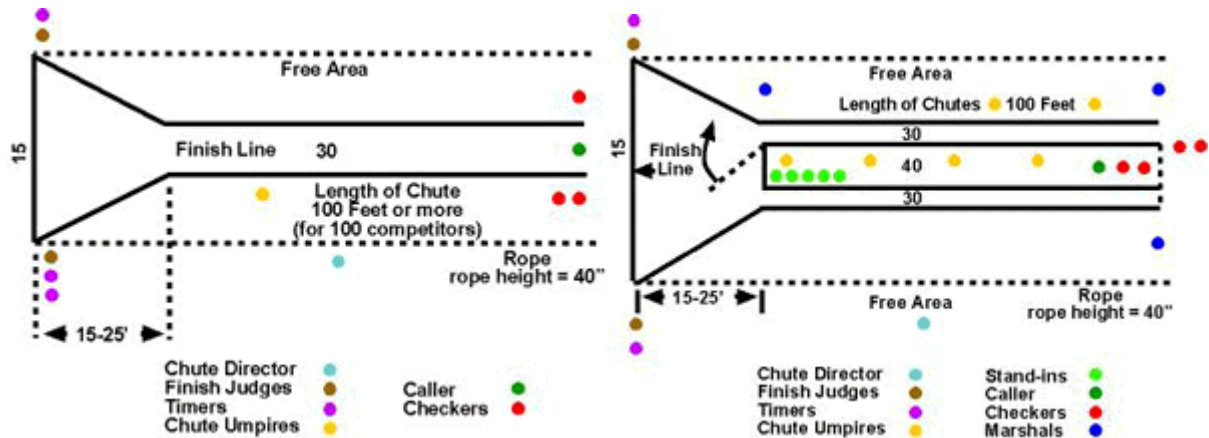 Free Area
15
Finish Line
30
Length of Chute
100 Feet or more
(for 100 competitors)
Rope
rope height = 40"
15-25'
Chute Director
Finish Judges
Timers
Chute Umpires
Caller
Checkers
Free Area
Length of Chutes 100 Feet
30
15
Finish
Line
40
30
15-25'
Free Area
Rope
rope height = 40"
Chute Director
Finish Judges
Timers
Chute Umpires
Stand-ins
Caller
Checkers
Marshals